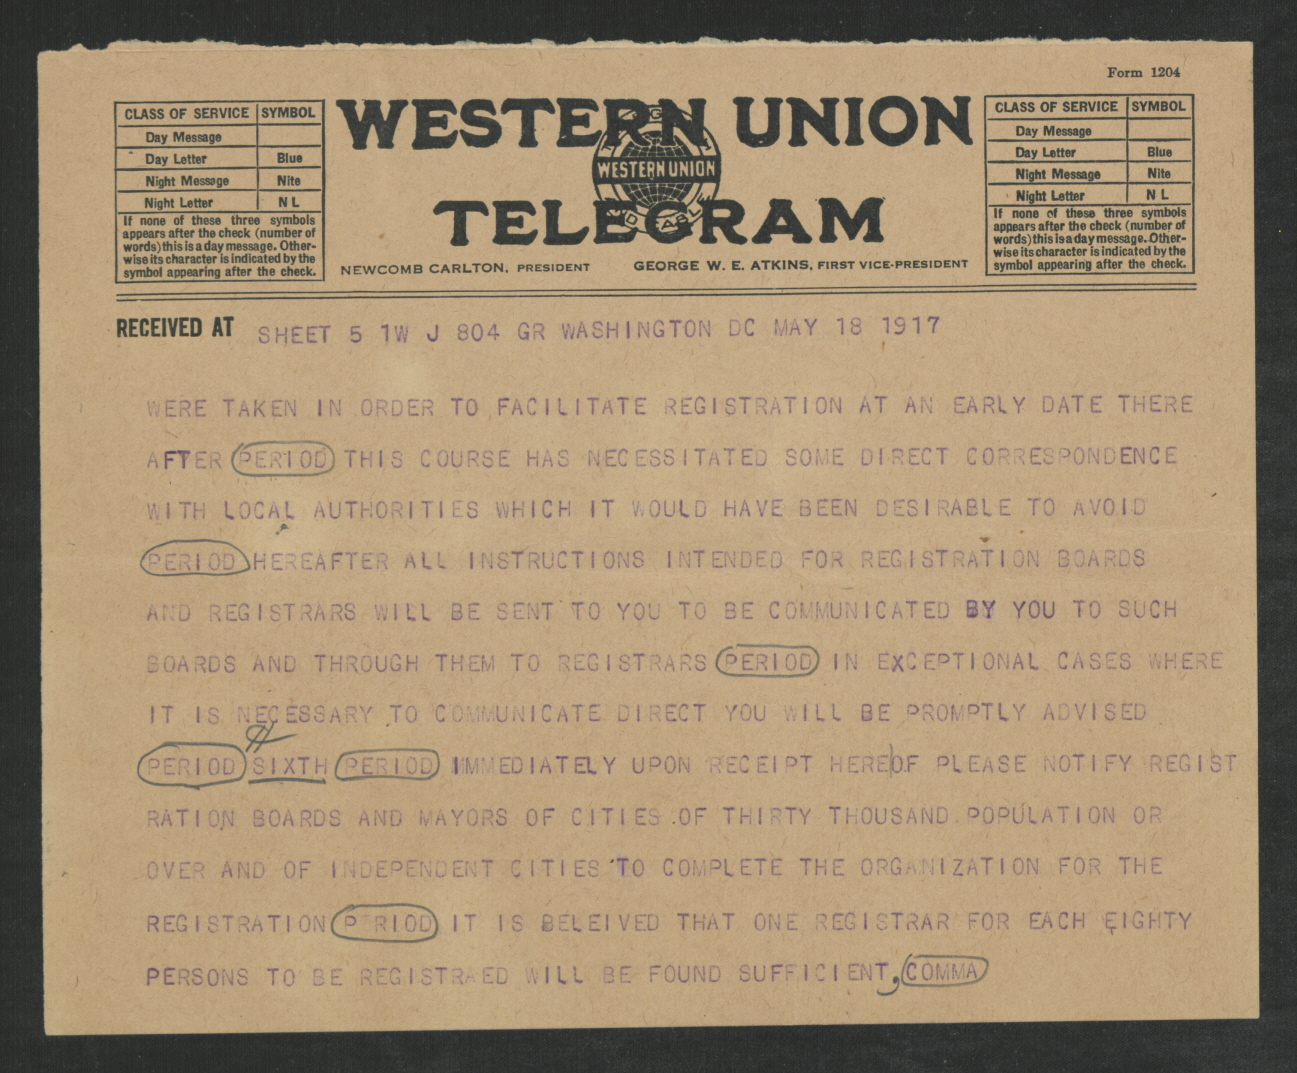 Form 1204
CLASS OF SERVICE SYMBOL
Day Message
Day Letter Blue
Night Message Nite
Night Letter N L
If none of these three symbols
appears after the check (number of
words) this is a day message. Other-
wise its character is indicated by the
symbol appearing after the check.
WESTERN UNION
WESTERN UNION
TELEGRAM
NEWCOMB CARLTON, PRESIDENT GEORGE W. E. ATKINS, FIRST VICE-PRESIDENT
CLASS OF SERVICE SYMBOL
Day Message
Day Letter Blue
Night Message Nite
Night Letter N L
If none of these three symbols
appears after the check (number of
words) this is a day message. Other-
wise its character is indicated by the
symbol appearing after the check.
RECEIVED AT SHEET 5 1W J 804 GR WASHINGTON DC MAY 18 1917
WERE TAKEN IN ORDER TO FACILITATE REGISTRATION AT AN EARLY DATE THERE
AFTER PERIOD THIS COURSE HAS NECESSITATED SOME DIRECT CORRESPONDENCE
WITH LOCAL AUTHORITIES WHICH IT WOULD HAVE BEEN DESIRABLE TO AVOID
PERIOD HEREAFTER ALL INSTRUCTIONS INTENDED FOR REGISTRATION BOARDS
AND REGISTRARS WILL BE SENT TO YOU TO BE COMMUNICATED BY YOU TO SUCH
BOARDS AND THROUGH THEM TO REGISTRARS PERIOD IN EXCEPTIONAL CASES WHERE
IT IS NECESSARY TO COMMUNICATE DIRECT YOU WILL BE PROMPTLY ADVISED
PERIOD SIXTH PERIOD IMMEDIATELY UPON RECEIPT HEREOF PLEASE NOTIFY REGIST
RATION BOARDS AND MAYORS OF CITIES OF THIRTY THOUSAND POPULATION OR
OVER AND OF INDEPENDENT CITIES TO COMPLETE THE ORGANIZATION FOR THE
REGISTRATION P RIOD IT IS BELEIVED THAT ONE REGISTRAR FOR EACH EIGHTY
PERSONS TO BE REGISTRAED WILL BE FOUND SUFFICIENT, COMMA